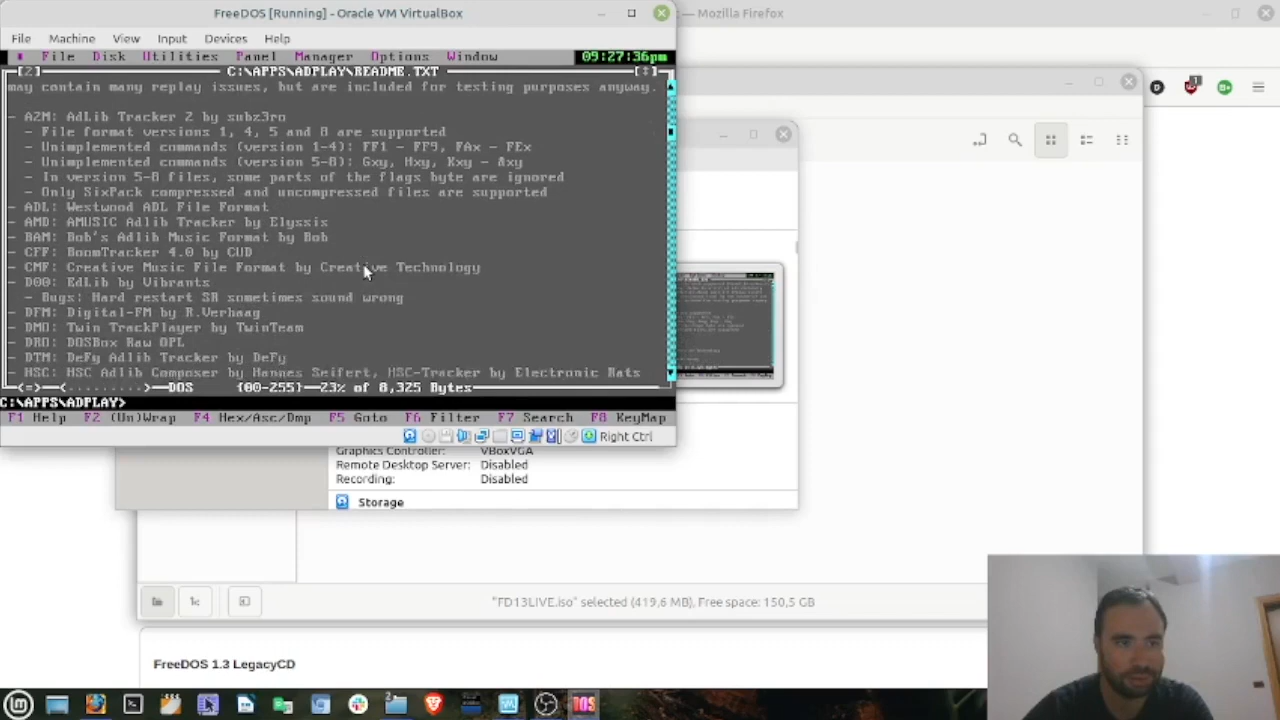 FreeDOS [Running] - Oracle VM VirtualBox
— Mozilla Firefox
File Machine View Input Devices Help
File Disk Utilities Panel Manager Options Window 09:27:36pm
[2] C:\APPS\ADPLAY\README.TXT [↕]
may contain many replay issues, but are included for testing purposes anyway.
- A2M: AdLib Tracker 2 by subz3ro
- File format versions 1, 4, 5 and 8 are supported
- Unimplemented commands (version 1-4): FF1 - FF9, FAx - FEx
- Unimplemented commands (version 5-8): Gxy, Hxy, Kxy - &xy
- In version 5-8 files, some parts of the flags byte are ignored
- Only SixPack compressed and uncompressed files are supported
- ADL: Westwood ADL File Format
- AMD: AMUSIC Adlib Tracker by Elyssis
- BAM: Bob's Adlib Music Format by Bob
- CFF: BoomTracker 4.0 by CUD
- CMF: Creative Music File Format by Creative Technology
- D00: EdLib by Vibrants
- Bugs: Hard restart SR sometimes sound wrong
- DFM: Digital-FM by R.Verhaag
- DMO: Twin TrackPlayer by TwinTeam
- DRO: DOSBox Raw OPL
- DTM: DeFy Adlib Tracker by DeFy
- HSC: HSC Adlib Composer by Hannes Seifert, HSC-Tracker by Electronic Rats
(=)—<·········>—DOS {00-255}—23% of 8,325 Bytes
C:\APPS\ADPLAY>
F1 Help F2 (Un)Wrap F4 Hex/Asc/Dmp F5 Goto F6 Filter F7 Search F8 KeyMap
Right Ctrl
Graphics Controller: VBoxVGA
Remote Desktop Server: Disabled
Recording: Disabled
Storage
"FD13LIVE.iso" selected (419,6 MB), Free space: 150,5 GB
FreeDOS 1.3 LegacyCD